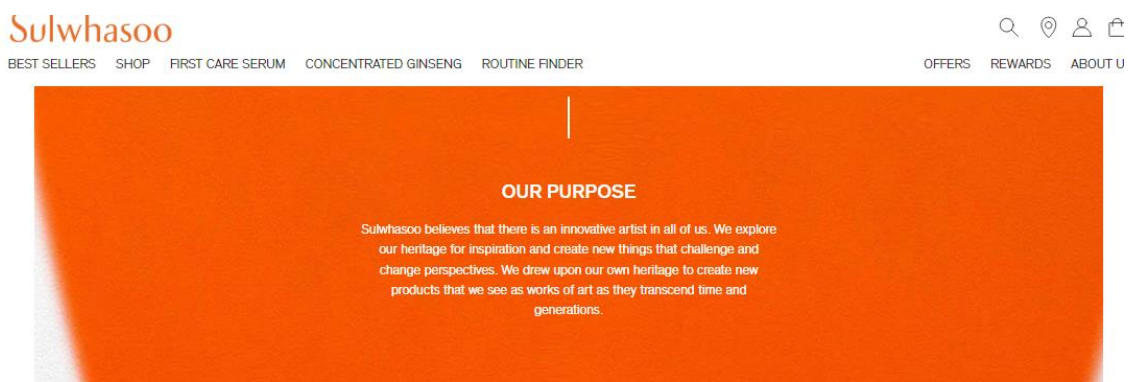 Sulwhasoo
BEST SELLERS SHOP FIRST CARE SERUM CONCENTRATED GINSENG ROUTINE FINDER OFFERS REWARDS ABOUT U
OUR PURPOSE
Sulwhasoo believes that there is an innovative artist in all of us. We explore
our heritage for inspiration and create new things that challenge and
change perspectives. We drew upon our own heritage to create new
products that we see as works of art as they transcend time and
generations.